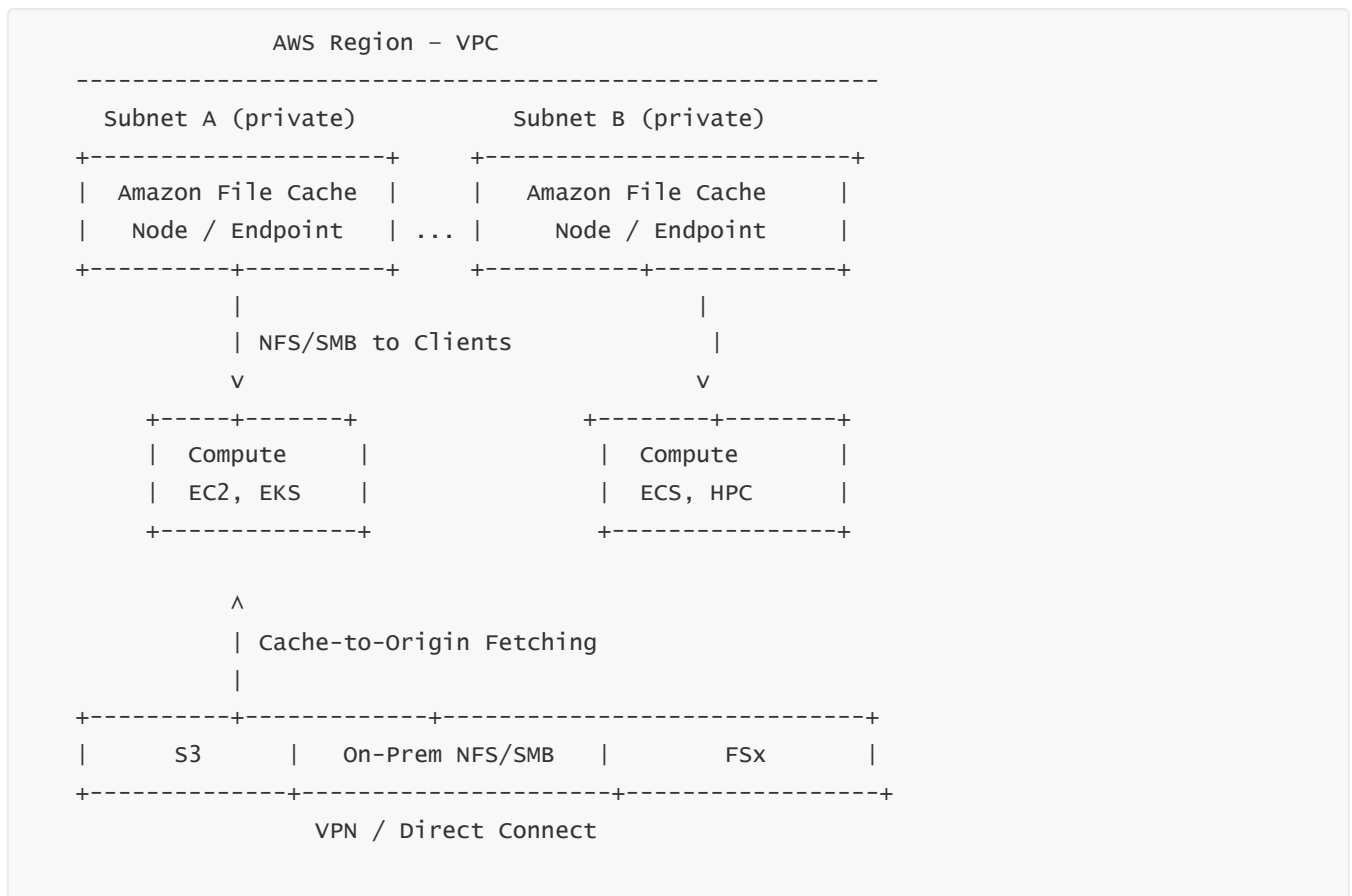 AWS Region – VPC
---------------------------------------------------------
Subnet A (private)           Subnet B (private)
+---------------------+     +--------------------------+
|  Amazon File Cache  |     |   Amazon File Cache     |
|   Node / Endpoint   | ... |     Node / Endpoint     |
+----------+----------+     +-----------+-------------+
|                                |
| NFS/SMB to Clients              |
v                                v
+-----+-------+                +--------+--------+
|  Compute     |                |  Compute       |
|  EC2, EKS    |                |  ECS, HPC      |
+--------------+                +----------------+
^
| Cache-to-Origin Fetching
|
+----------+-------------+------------------------------+
|      S3      |   On-Prem NFS/SMB   |        FSx       |
+--------------+----------------------+------------------+
VPN / Direct Connect